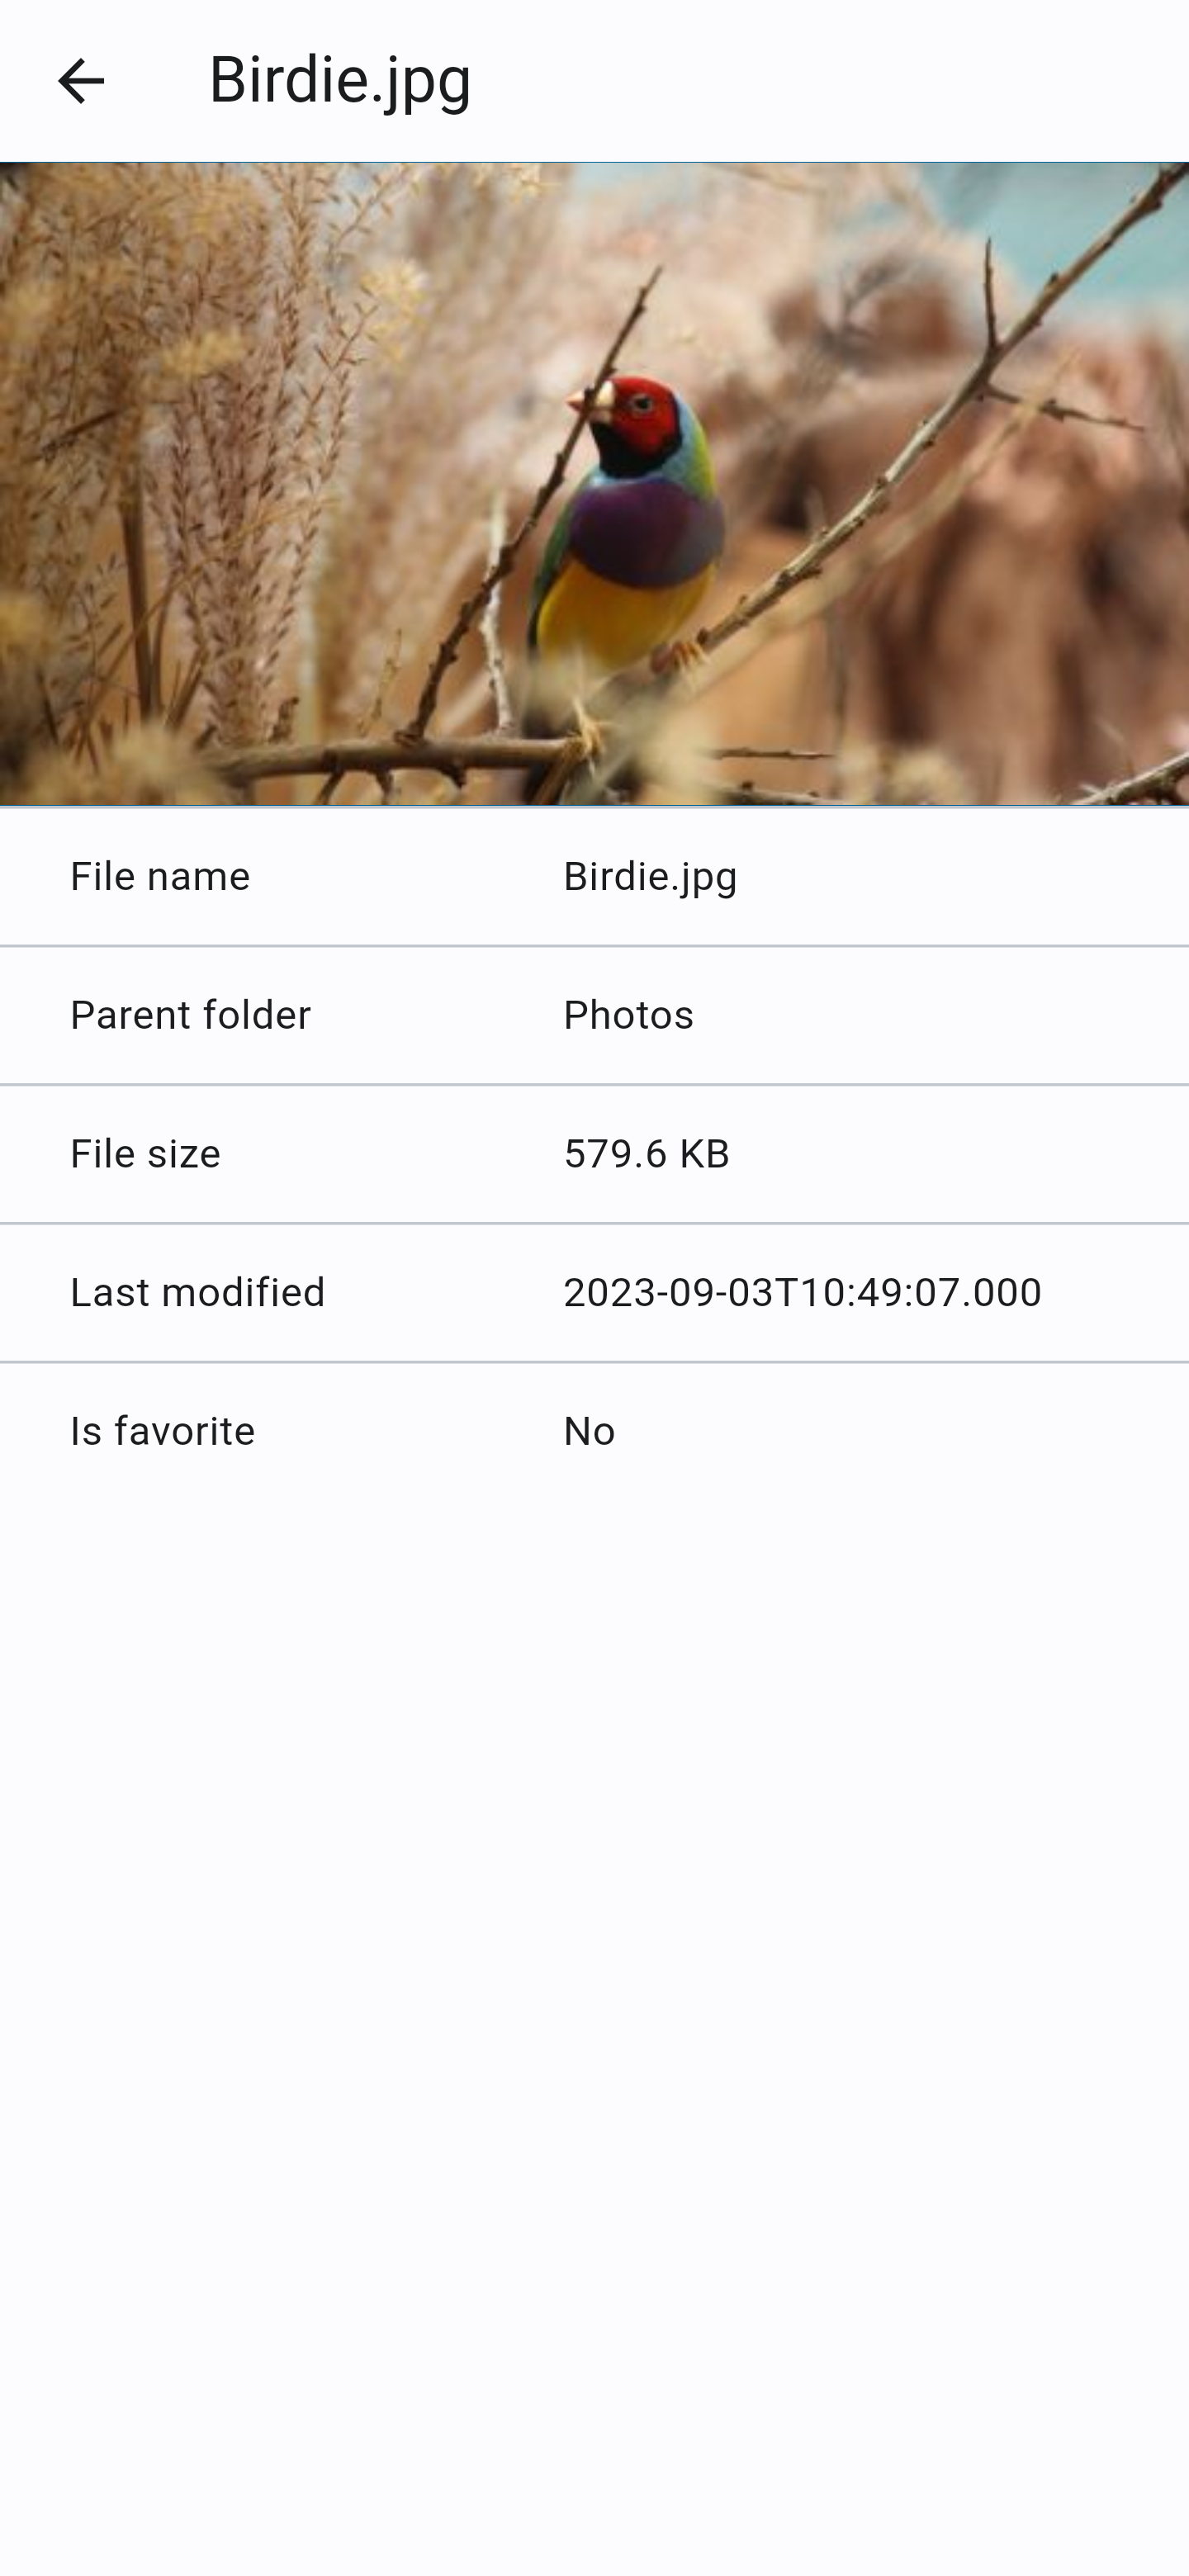 Birdie.jpg
File name Birdie.jpg
Parent folder Photos
File size 579.6 KB
Last modified 2023-09-03T10:49:07.000
Is favorite No